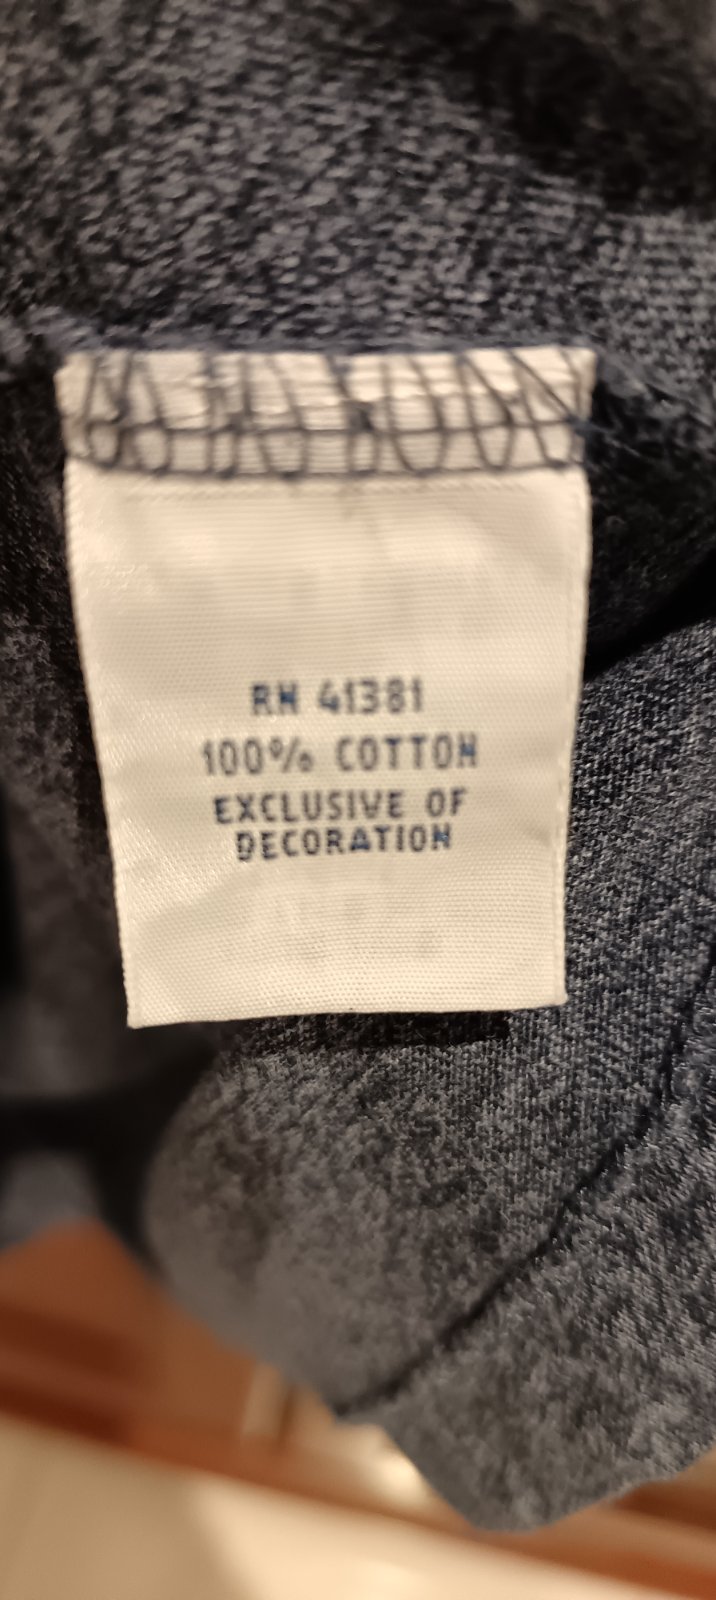 RN 41381
100% COTTON
EXCLUSIVE OF
DECORATION